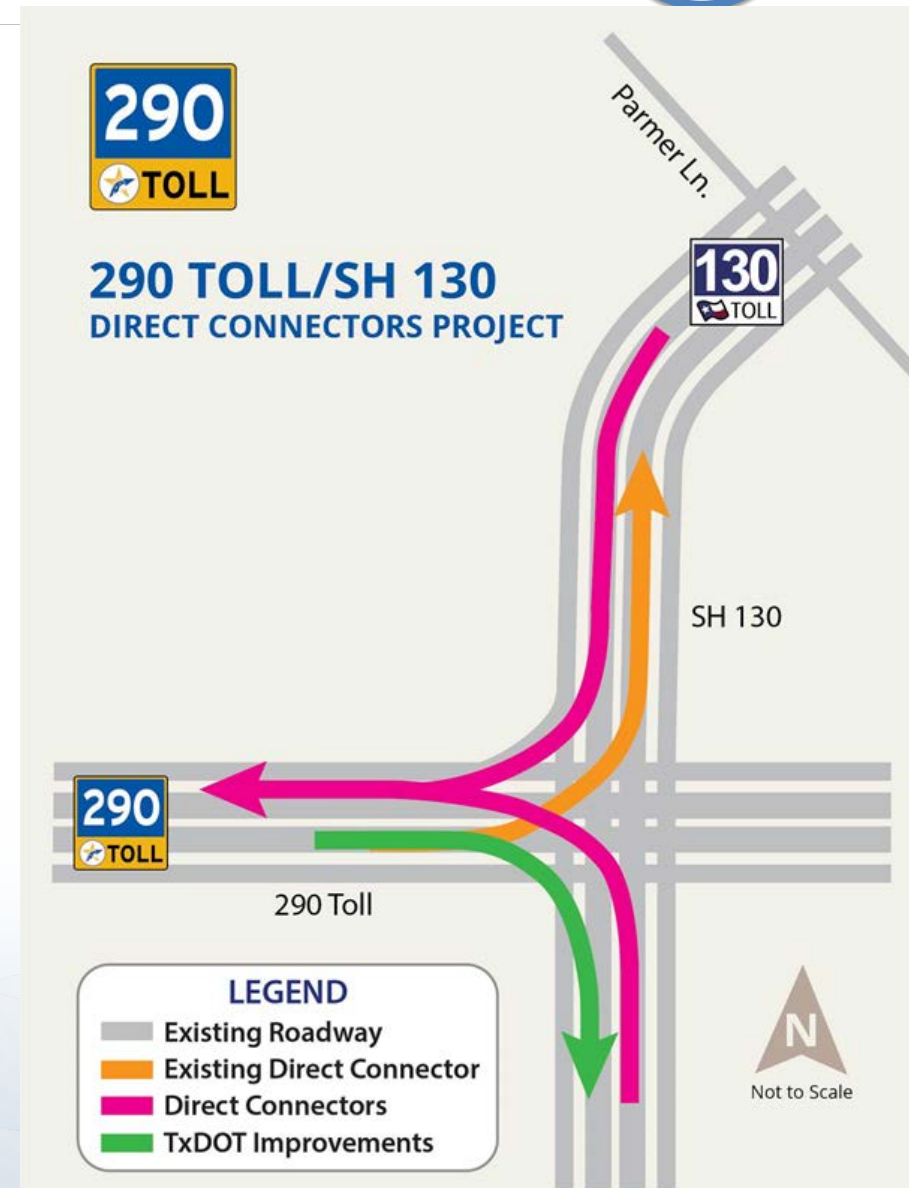 290
TOLL
290 TOLL/SH 130
DIRECT CONNECTORS PROJECT
Parmer Ln.
130
TOLL
SH 130
290
TOLL
290 Toll
LEGEND
Existing Roadway
Existing Direct Connector
Direct Connectors
TxDOT Improvements
N
Not to Scale